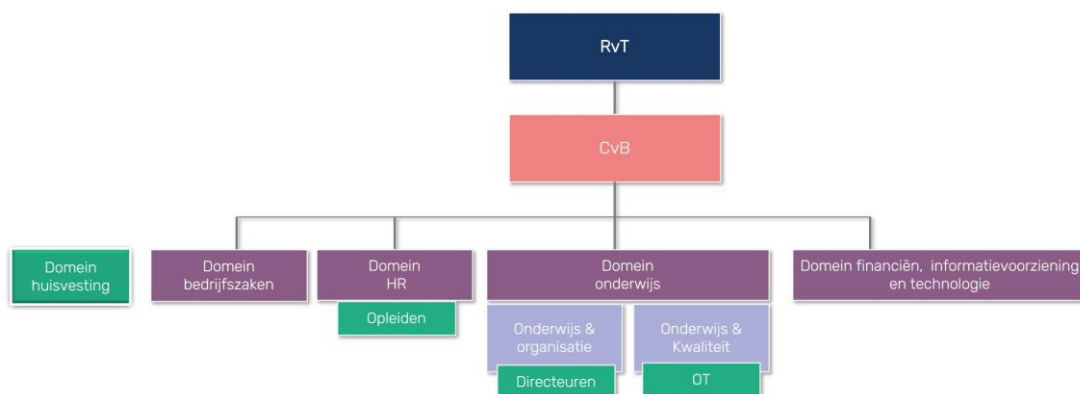 RvT
CvB
Domein
huisvesting
Domein
bedrijfszaken
Domein
HR
Opleiden
Domein
onderwijs
Onderwijs &
organisatie
Directeuren
Onderwijs &
Kwaliteit
OT
Domein financiën, informatievoorziening
en technologie